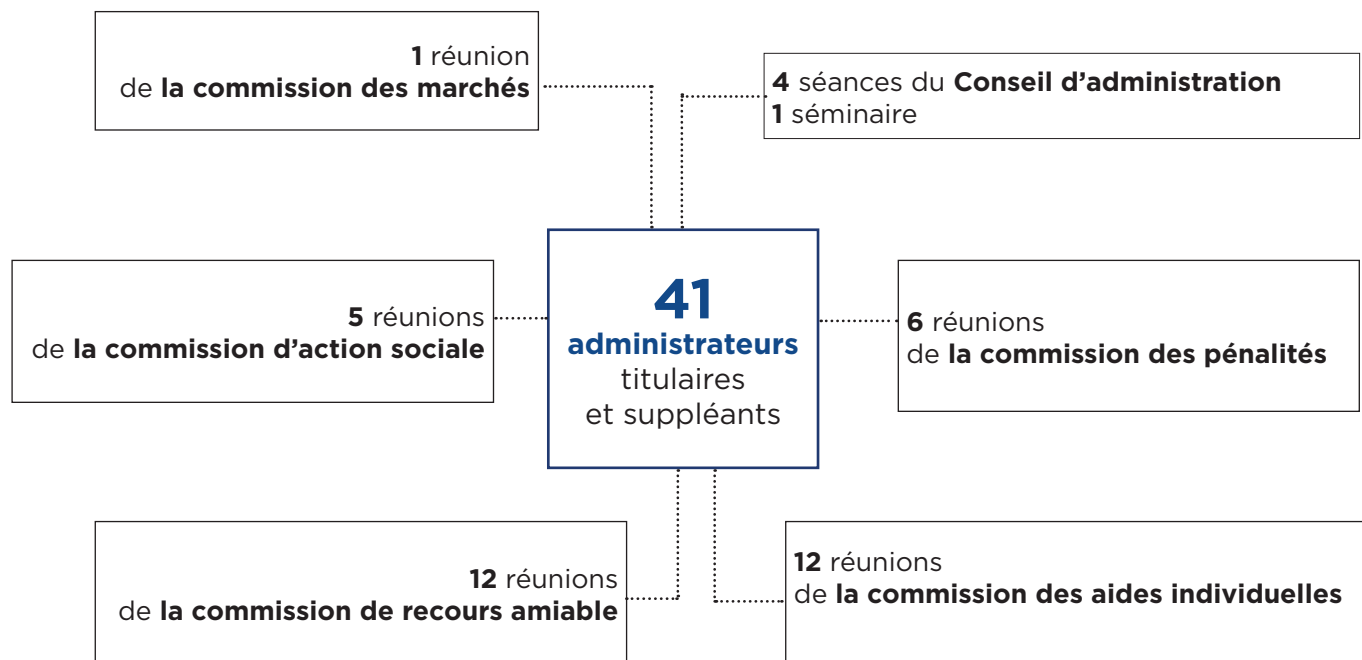 1 réunion
de la commission des marchés
4 séances du Conseil d'administration
1 séminaire
5 réunions
de la commission d'action sociale
41
administrateurs
titulaires
et suppléants
6 réunions
de la commission des pénalités
12 réunions
de la commission de recours amiable
12 réunions
de la commission des aides individuelles